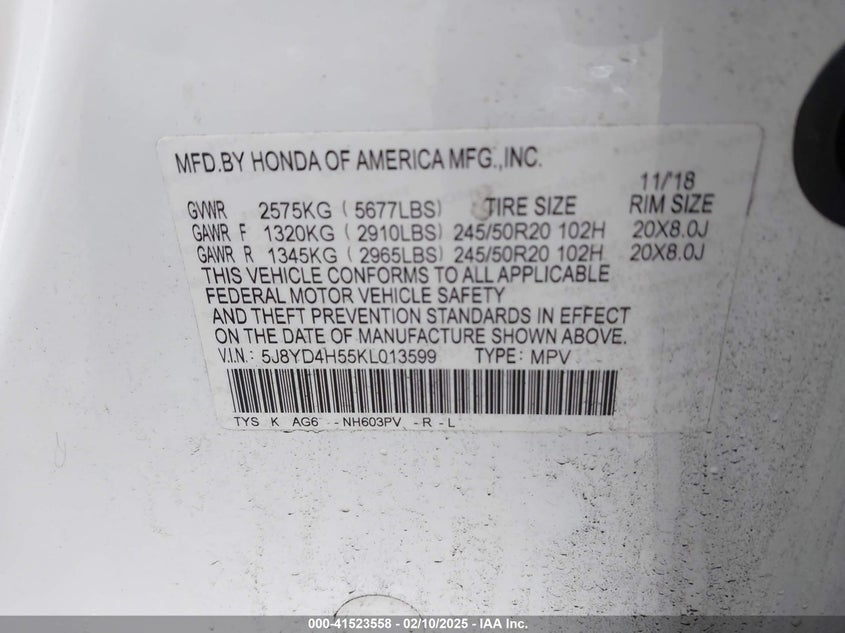 MFD.BY HONDA OF AMERICA MFG.,INC.
11/'18
GVWR 2575KG ( 5677LBS) TIRE SIZE RIM SIZE
GAWR F 1320KG ( 2910LBS) 245/50R20 102H 20X8.0J
GAWR R 1345KG ( 2965LBS) 245/50R20 102H 20X8.0J
THIS VEHICLE CONFORMS TO ALL APPLICABLE
FEDERAL MOTOR VEHICLE SAFETY
AND THEFT PREVENTION STANDARDS IN EFFECT
ON THE DATE OF MANUFACTURE SHOWN ABOVE.
V.I.N.: 5J8YD4H55KL013599 TYPE: MPV
TYS K AG6 -NH603PV -R -L
000-41523558 - 02/10/2025 - IAA Inc.